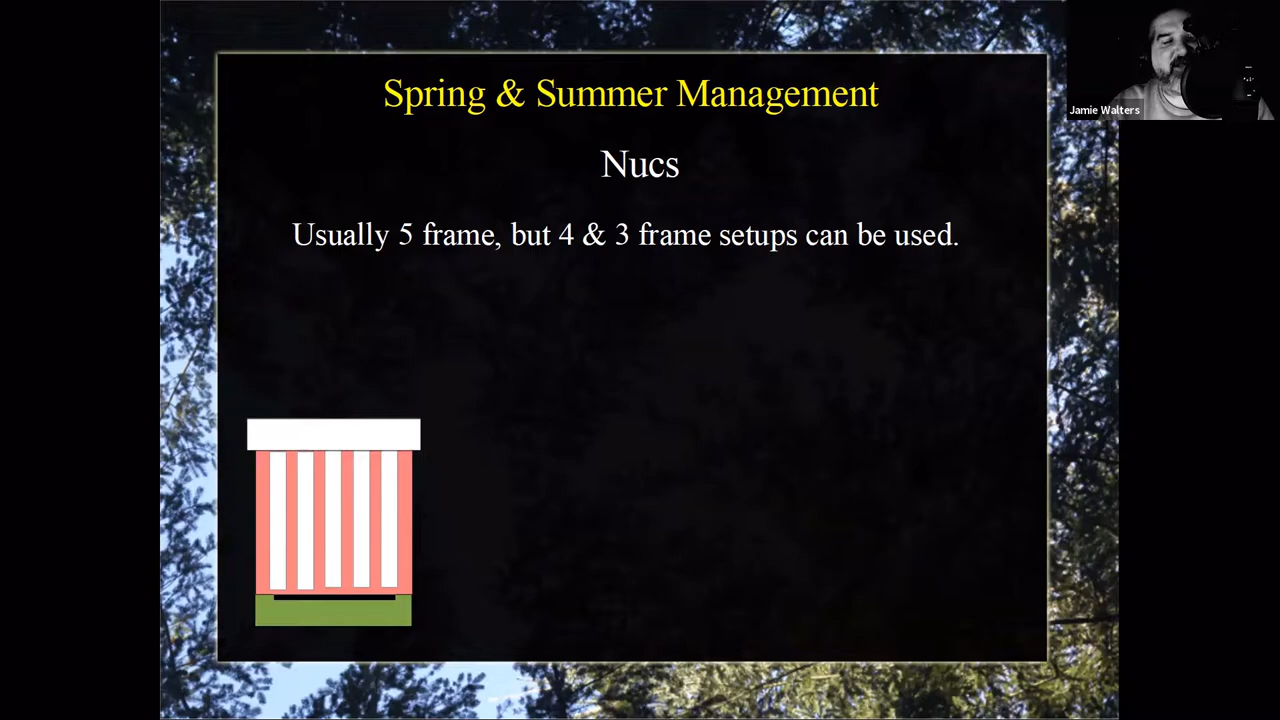 Spring & Summer Management
Nucs
Usually 5 frame, but 4 & 3 frame setups can be used.
Jamie Walters